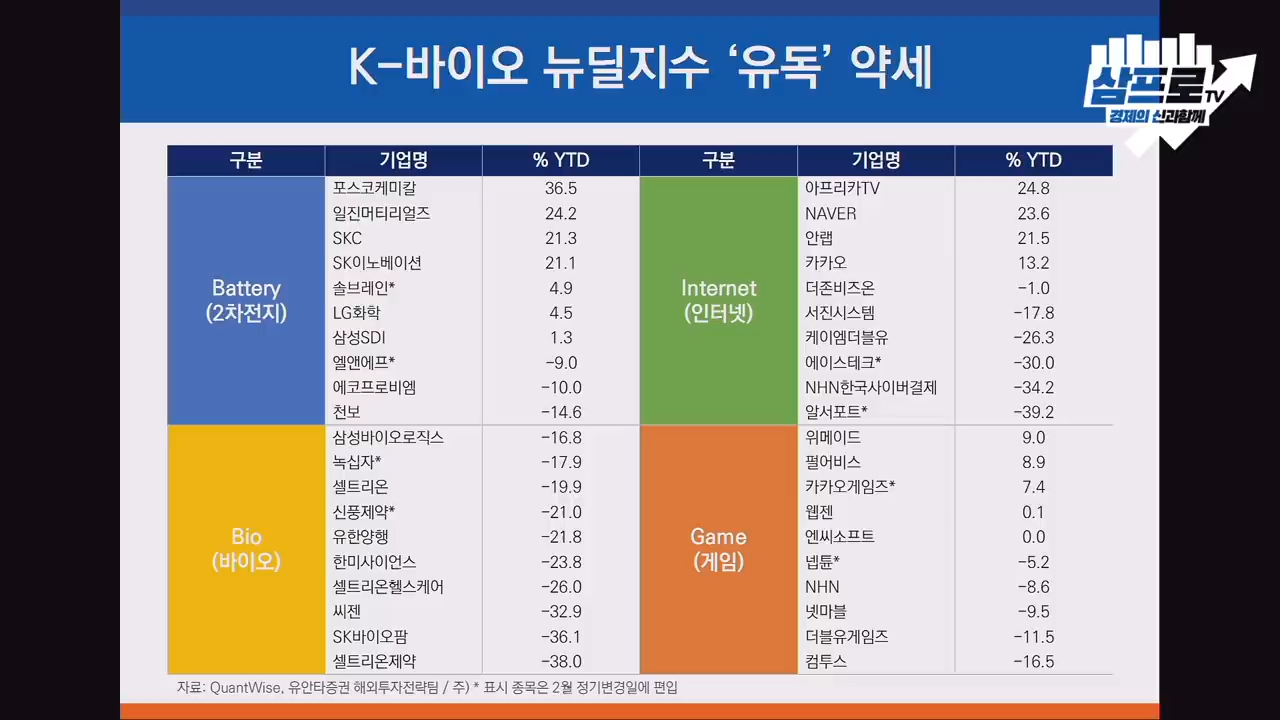 K-바이오 뉴딜지수 ‘유독’ 약세
삼프로TV
경제의 신과함께
구분 기업명 % YTD 구분 기업명 % YTD
Battery
(2차전지)
포스코케미칼 36.5
일진머티리얼즈 24.2
SKC 21.3
SK이노베이션 21.1
솔브레인* 4.9
LG화학 4.5
삼성SDI 1.3
엘앤에프* -9.0
에코프로비엠 -10.0
천보 -14.6
Internet
(인터넷)
아프리카TV 24.8
NAVER 23.6
안랩 21.5
카카오 13.2
더존비즈온 -1.0
서진시스템 -17.8
케이엠더블유 -26.3
에이스테크* -30.0
NHN한국사이버결제 -34.2
알서포트* -39.2
Bio
(바이오)
삼성바이오로직스 -16.8
녹십자* -17.9
셀트리온 -19.9
신풍제약* -21.0
유한양행 -21.8
한미사이언스 -23.8
셀트리온헬스케어 -26.0
씨젠 -32.9
SK바이오팜 -36.1
셀트리온제약 -38.0
Game
(게임)
위메이드 9.0
펄어비스 8.9
카카오게임즈* 7.4
웹젠 0.1
엔씨소프트 0.0
넵튠* -5.2
NHN -8.6
넷마블 -9.5
더블유게임즈 -11.5
컴투스 -16.5
자료: QuantWise, 유안타증권 해외투자전략팀 / 주) * 표시 종목은 2월 정기변경일에 편입